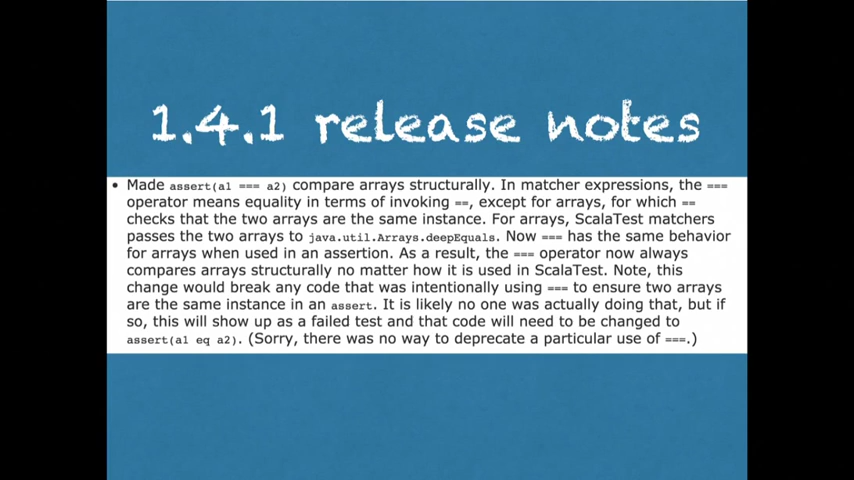 1.4.1 release notes
• Made assert(a1 === a2) compare arrays structurally. In matcher expressions, the ===
operator means equality in terms of invoking ==, except for arrays, for which ==
checks that the two arrays are the same instance. For arrays, ScalaTest matchers
passes the two arrays to java.util.Arrays.deepEquals. Now === has the same behavior
for arrays when used in an assertion. As a result, the === operator now always
compares arrays structurally no matter how it is used in ScalaTest. Note, this
change would break any code that was intentionally using === to ensure two arrays
are the same instance in an assert. It is likely no one was actually doing that, but if
so, this will show up as a failed test and that code will need to be changed to
assert(a1 eq a2). (Sorry, there was no way to deprecate a particular use of ===.)